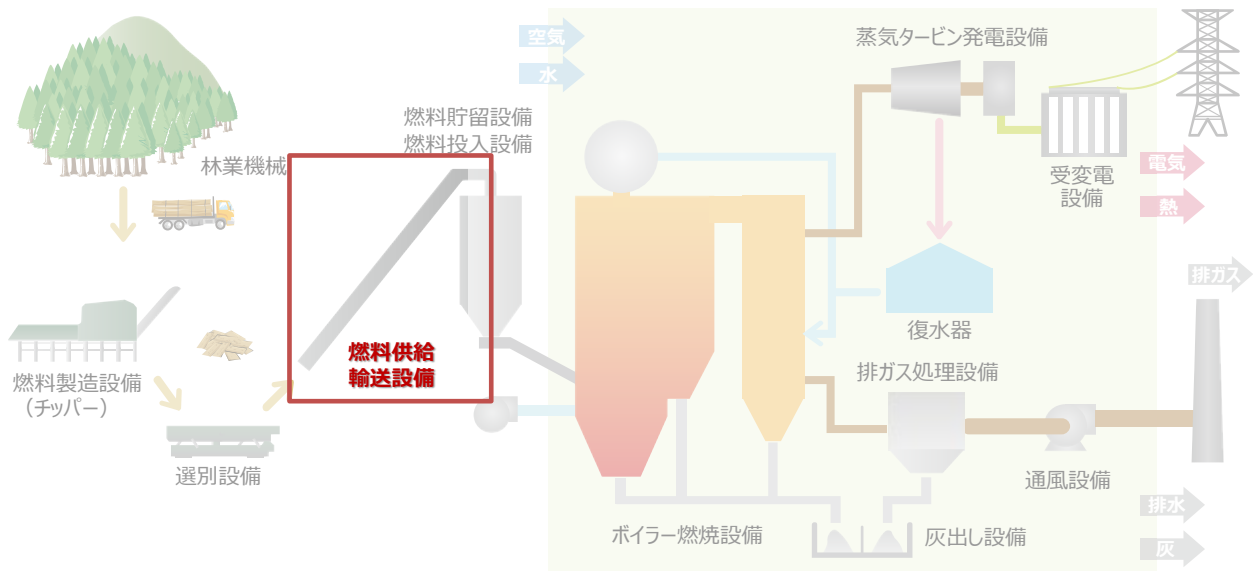 空気
水
蒸気タービン発電設備
燃料貯留設備
燃料投入設備
林業機械
電気
熱
受変電
設備
排ガス
復水器
燃料供給
輸送設備
燃料製造設備
（チッパー）
排ガス処理設備
選別設備
通風設備
ボイラー燃焼設備
灰出し設備
排水
灰